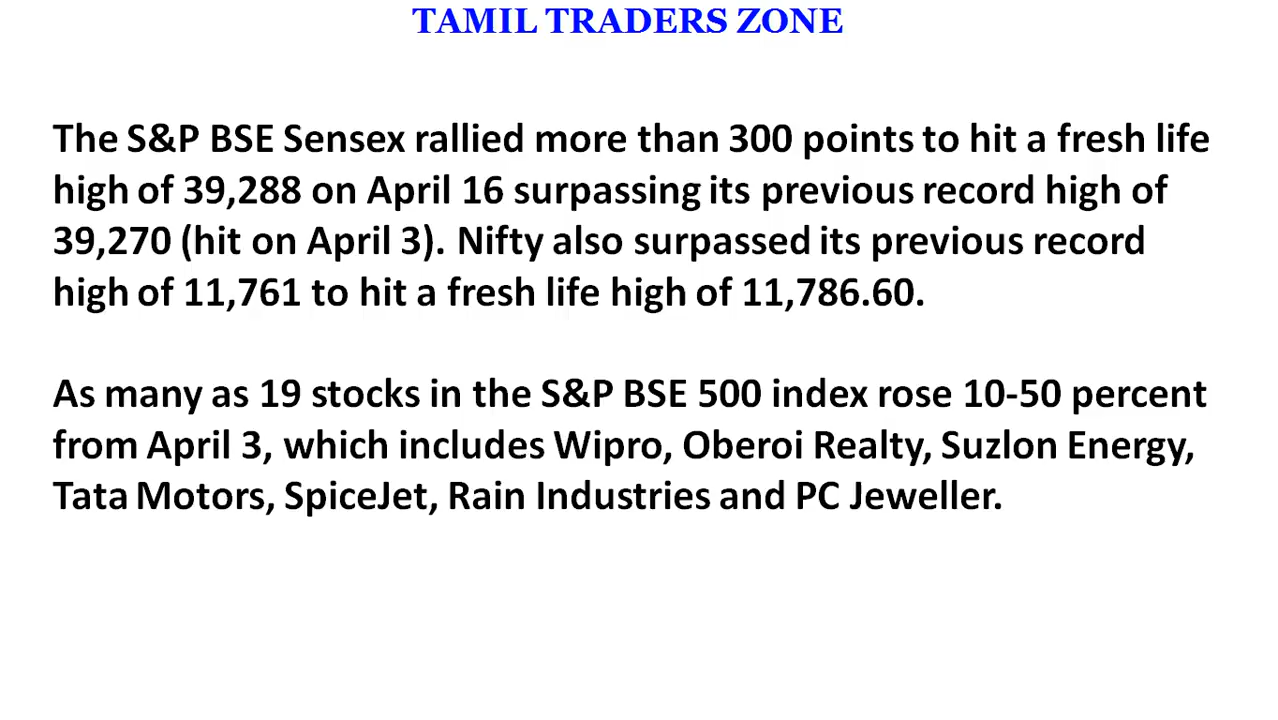 TAMIL TRADERS ZONE
The S&P BSE Sensex rallied more than 300 points to hit a fresh life
high of 39,288 on April 16 surpassing its previous record high of
39,270 (hit on April 3). Nifty also surpassed its previous record
high of 11,761 to hit a fresh life high of 11,786.60.
As many as 19 stocks in the S&P BSE 500 index rose 10-50 percent
from April 3, which includes Wipro, Oberoi Realty, Suzlon Energy,
Tata Motors, SpiceJet, Rain Industries and PC Jeweller.